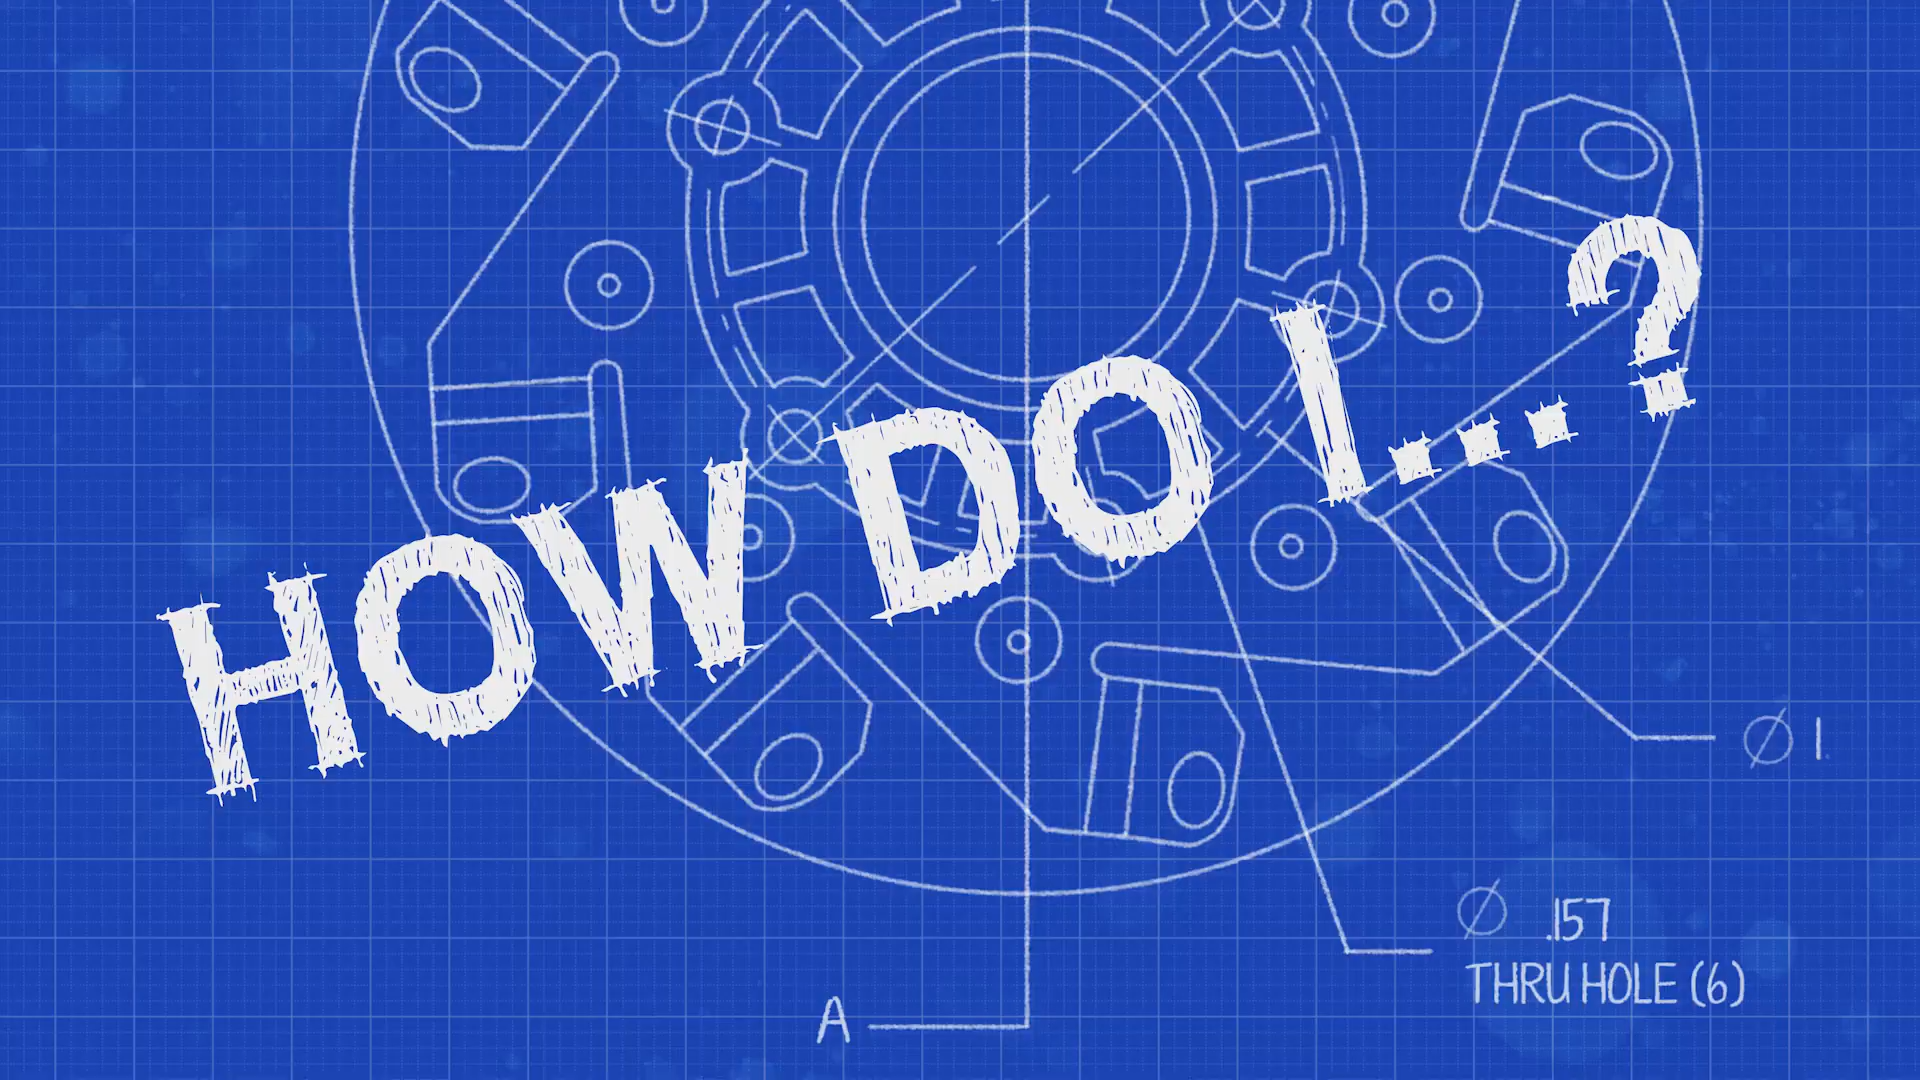 HOW DO I...?
Ø 1.
Ø .157
THRU HOLE (6)
A